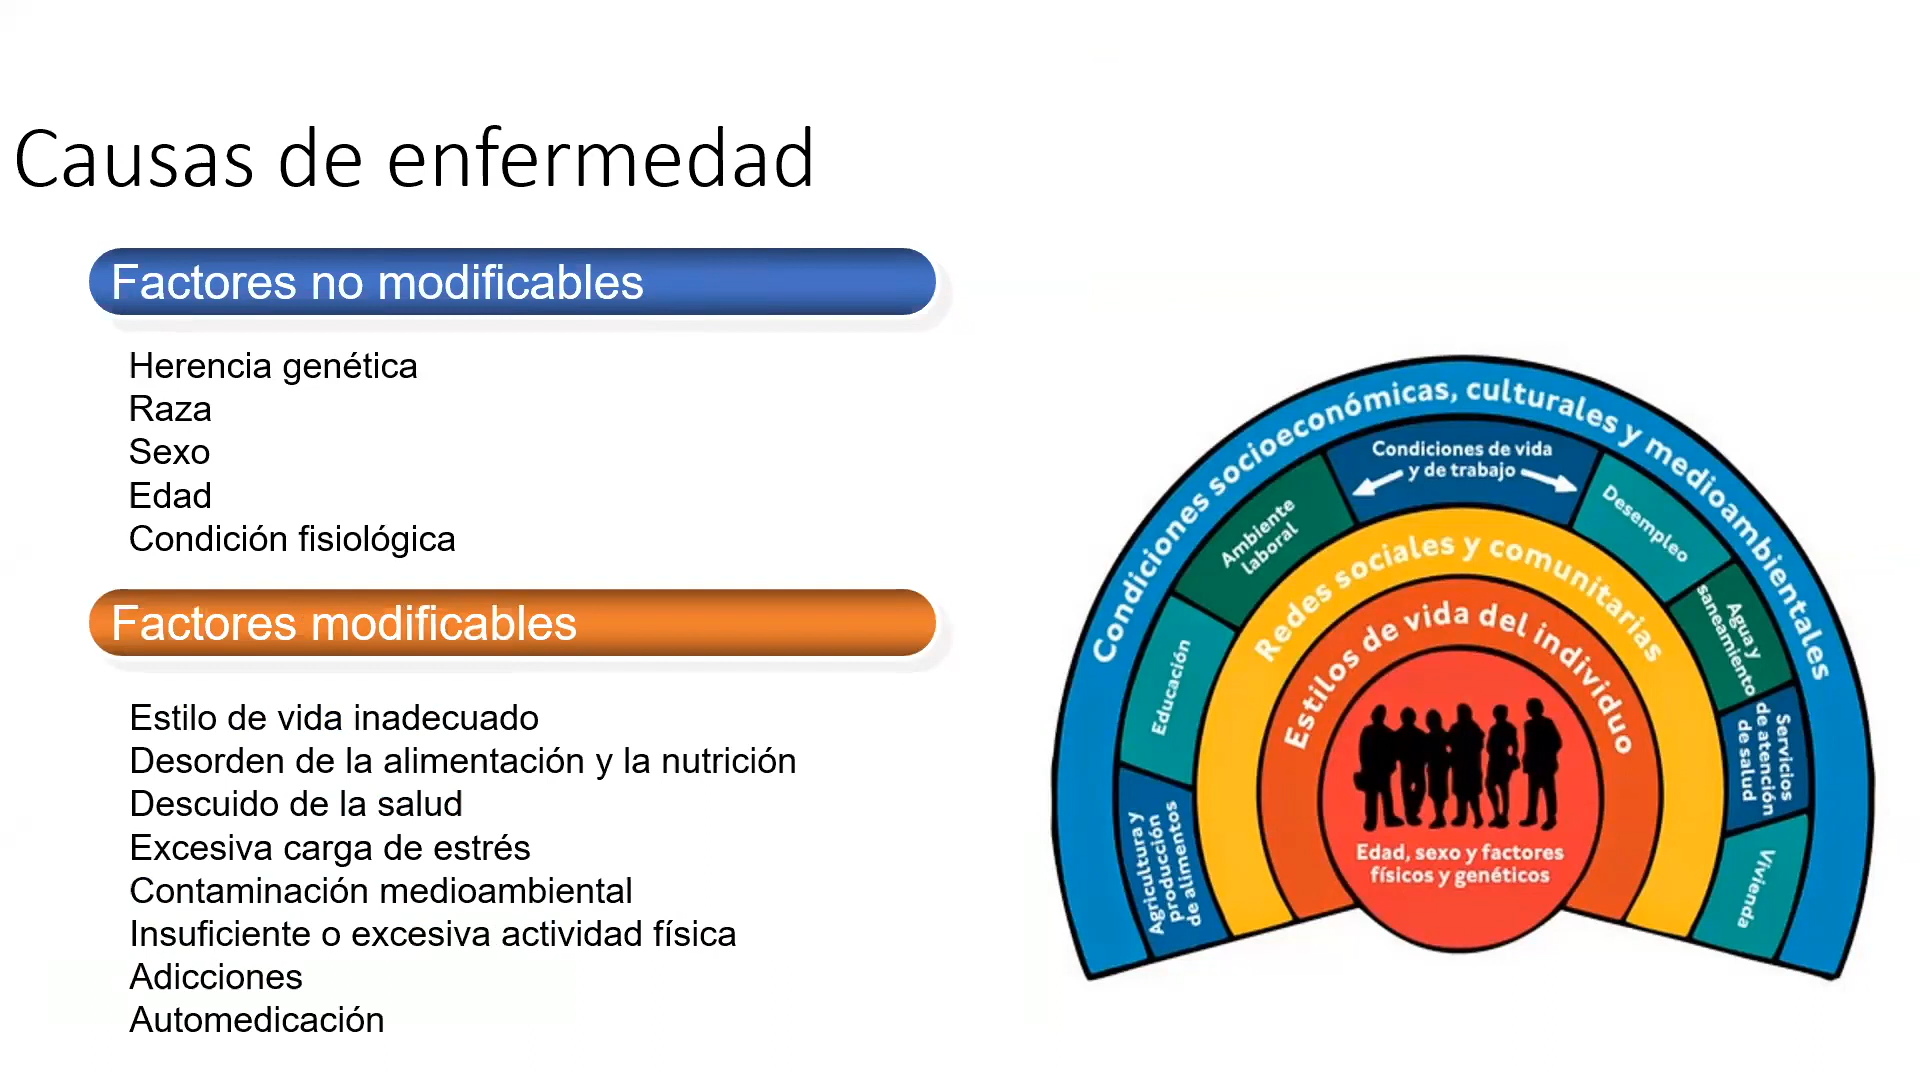 Causas de enfermedad
Factores no modificables
Herencia genética
Raza
Sexo
Edad
Condición fisiológica
Factores modificables
Estilo de vida inadecuado
Desorden de la alimentación y la nutrición
Descuido de la salud
Excesiva carga de estrés
Contaminación medioambiental
Insuficiente o excesiva actividad física
Adicciones
Automedicación
Condiciones socioeconómicas, culturales y medioambientales
Condiciones de vida
y de trabajo
Agricultura y
producción
de alimentos
Educación
Ambiente
laboral
Desempleo
Agua y
saneamiento
Servicios
de atención
de salud
Vivienda
Redes sociales y comunitarias
Estilos de vida del individuo
Edad, sexo y factores
físicos y genéticos